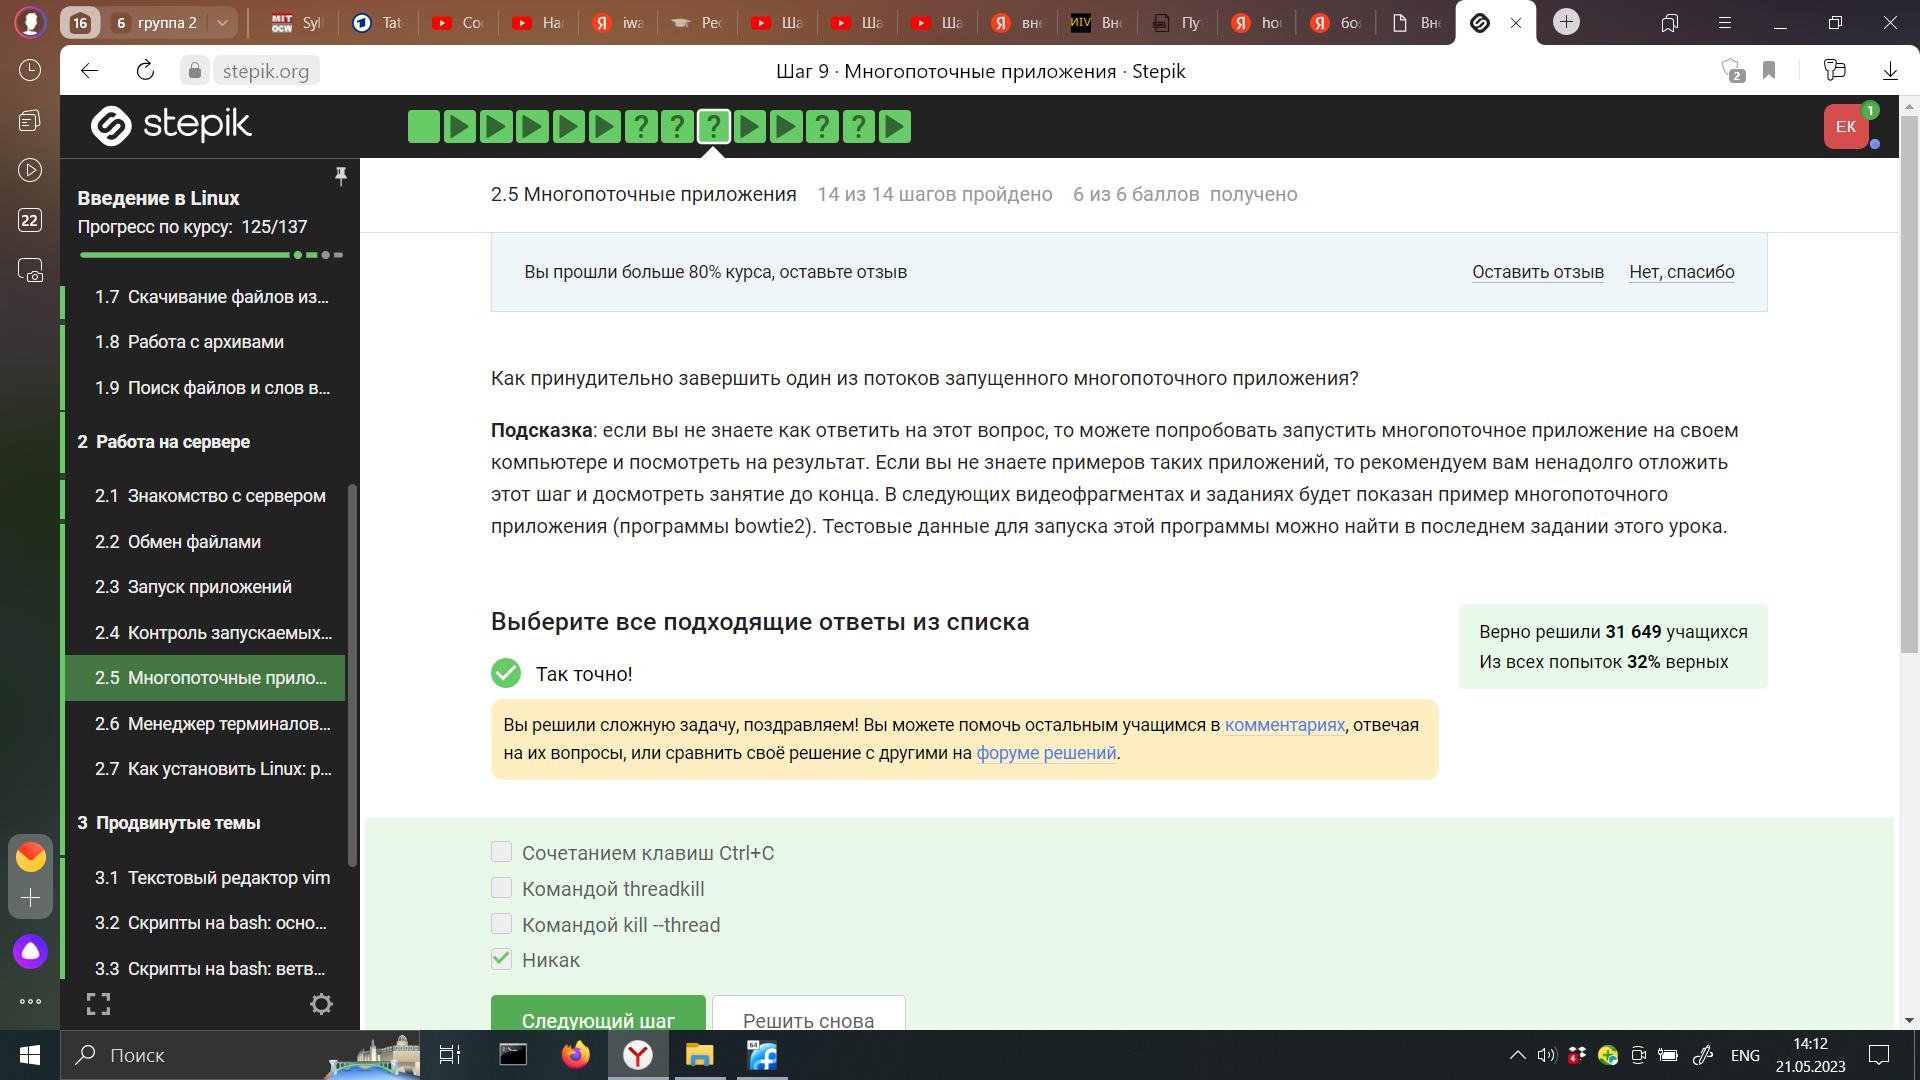 16
6 группа 2
MIT OCW Syll
Tat
Со
На
Я iwa
Рес
Ша
Ша
Ша
Я вне
ИIV Вне
Пу
Я hou
Я боя
Вне
stepik.org
Шаг 9 · Многопоточные приложения · Stepik
2
22
stepik
? ? ? ? ?
ЕК
1
Введение в Linux
Прогресс по курсу: 125/137
1.7 Скачивание файлов из...
1.8 Работа с архивами
1.9 Поиск файлов и слов в...
2 Работа на сервере
2.1 Знакомство с сервером
2.2 Обмен файлами
2.3 Запуск приложений
2.4 Контроль запускаемых...
2.5 Многопоточные прило...
2.6 Менеджер терминалов...
2.7 Как установить Linux: р...
3 Продвинутые темы
3.1 Текстовый редактор vim
3.2 Скрипты на bash: осно...
3.3 Скрипты на bash: ветв...
2.5 Многопоточные приложения 14 из 14 шагов пройдено 6 из 6 баллов получено
Вы прошли больше 80% курса, оставьте отзыв
Оставить отзыв Нет, спасибо
Как принудительно завершить один из потоков запущенного многопоточного приложения?
Подсказка: если вы не знаете как ответить на этот вопрос, то можете попробовать запустить многопоточное приложение на своем
компьютере и посмотреть на результат. Если вы не знаете примеров таких приложений, то рекомендуем вам ненадолго отложить
этот шаг и досмотреть занятие до конца. В следующих видеофрагментах и заданиях будет показан пример многопоточного
приложения (программы bowtie2). Тестовые данные для запуска этой программы можно найти в последнем задании этого урока.
Выберите все подходящие ответы из списка
Верно решили 31 649 учащихся
Из всех попыток 32% верных
Так точно!
Вы решили сложную задачу, поздравляем! Вы можете помочь остальным учащимся в комментариях, отвечая
на их вопросы, или сравнить своё решение с другими на форуме решений.
Сочетанием клавиш Ctrl+C
Командой threadkill
Командой kill --thread
Никак
Следующий шаг
Решить снова
Поиск
64
4
ENG
14:12
21.05.2023